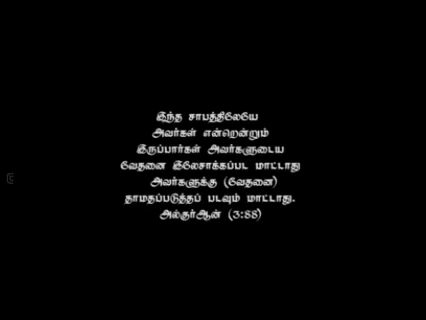 இந்த சாபத்திலேயே
அவர்கள் என்றென்றும்
இருப்பார்கள் அவர்களுடைய
வேதனை இலேசாக்கப்பட மாட்டாது
அவர்களுக்கு (வேதனை)
தாமதப்படுத்தப் படவும் மாட்டாது.
அல்குர்ஆன் (3:88)